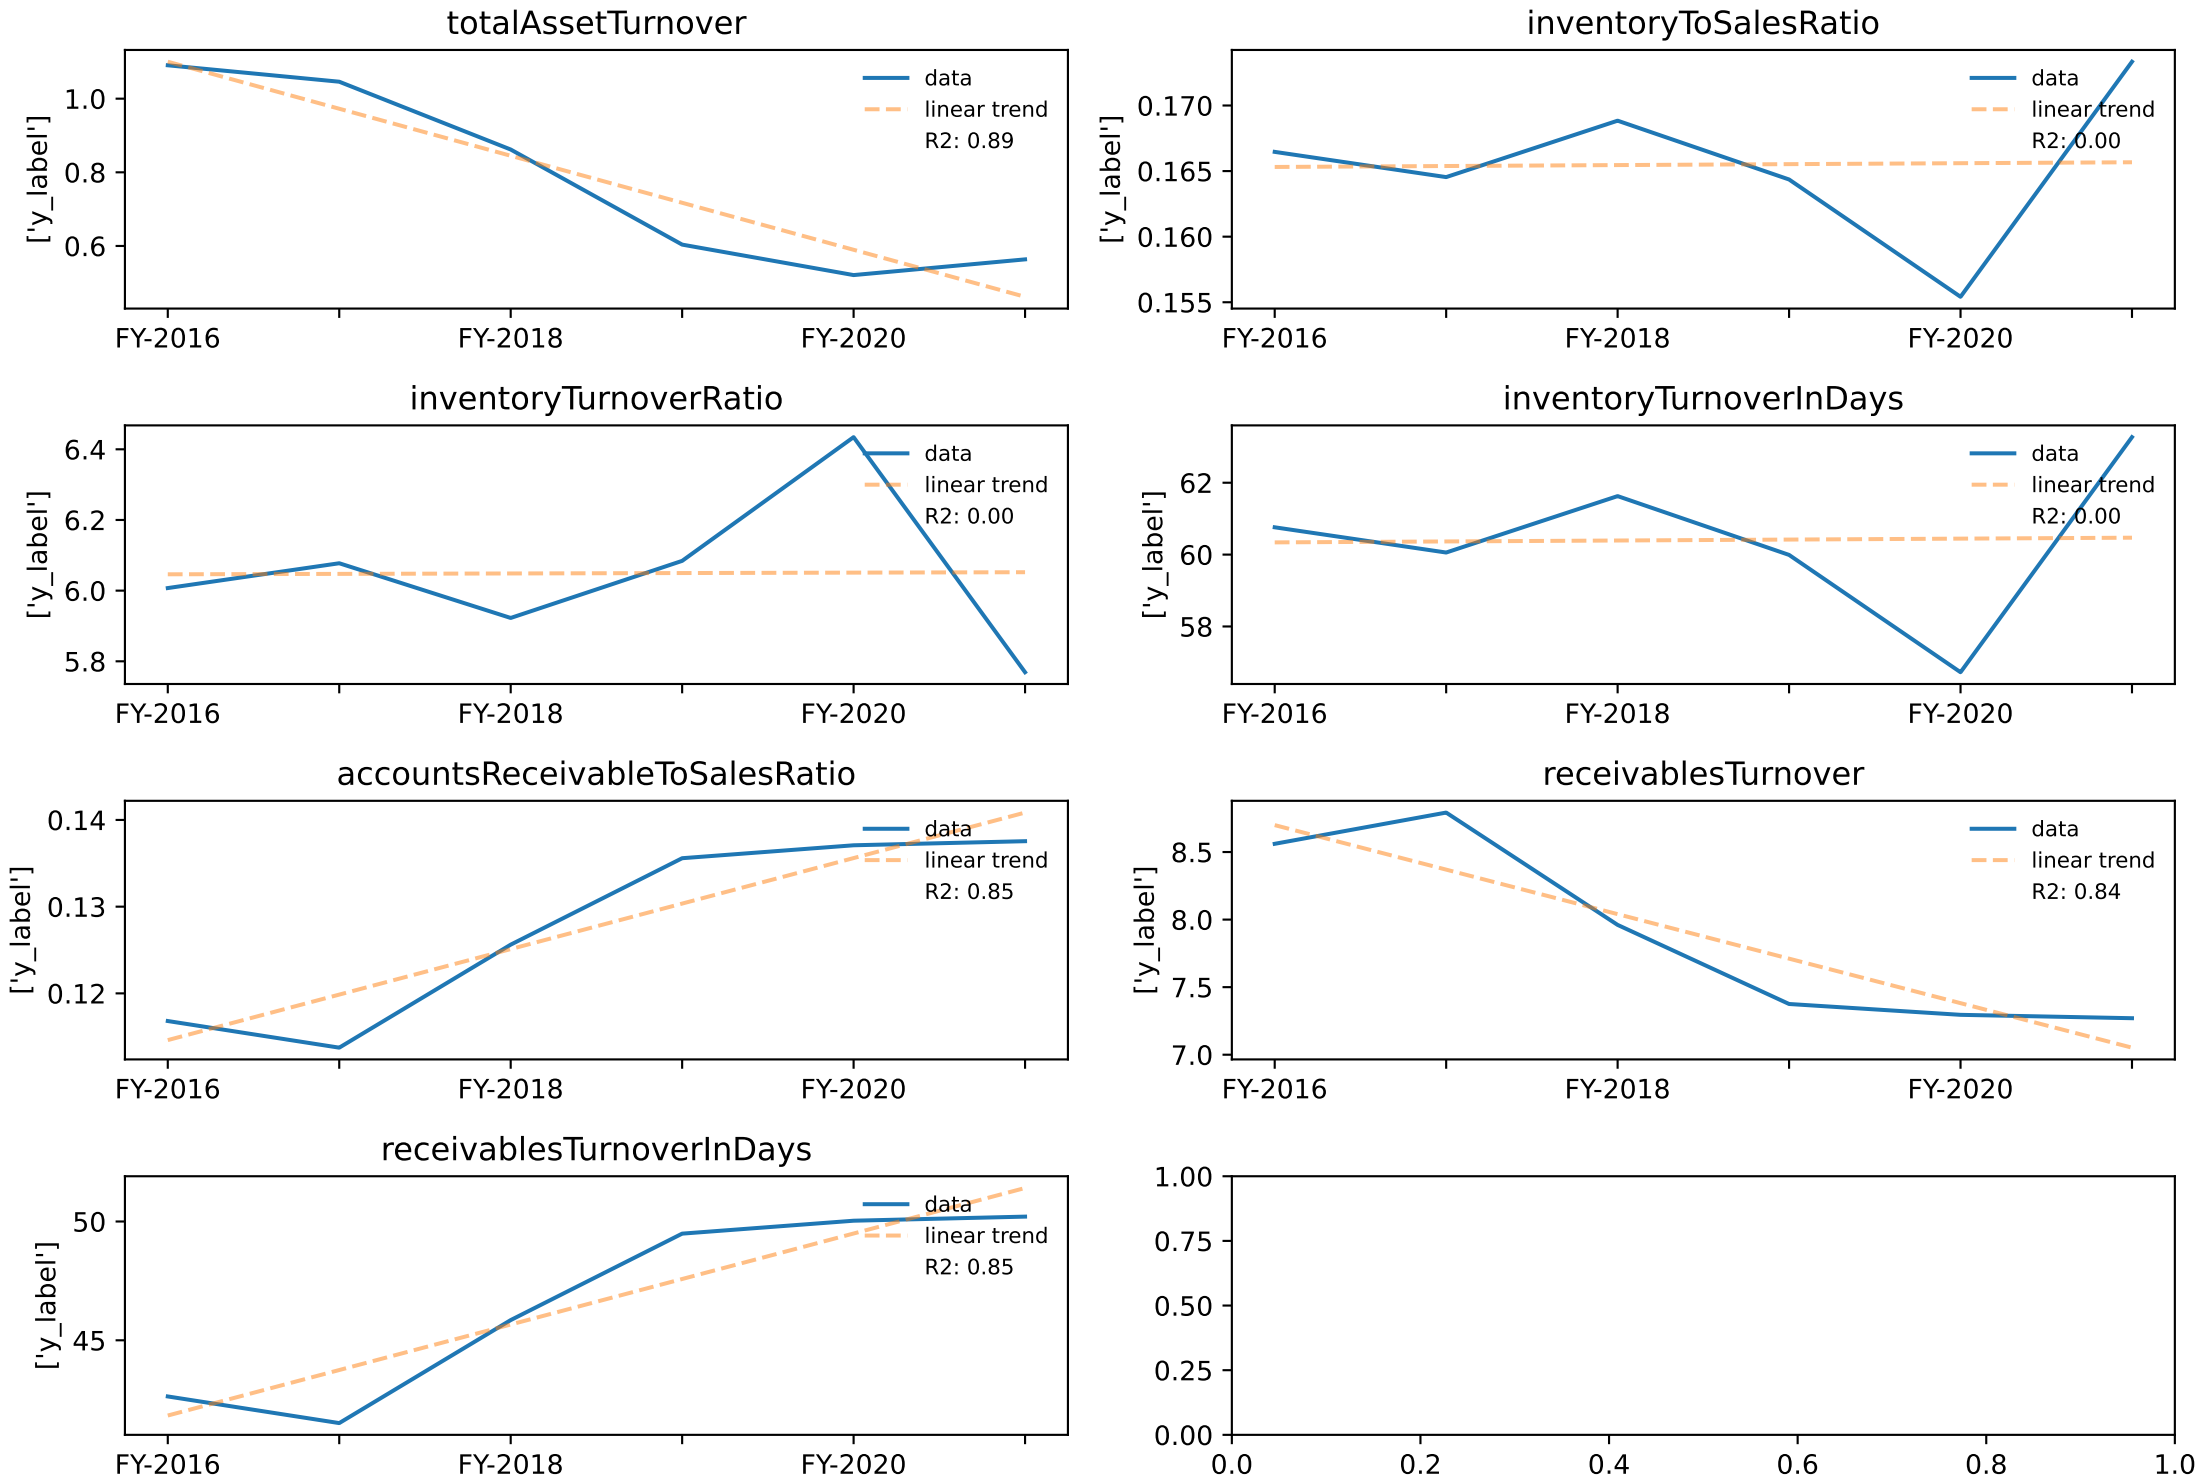 totalAssetTurnover
['y_label']
1.0
0.8
0.6
data
linear trend
R2: 0.89
FY-2016
FY-2018
FY-2020
inventoryToSalesRatio
['y_label']
0.170
0.165
0.160
0.155
data
linear trend
R2: 0.00
FY-2016
FY-2018
FY-2020
inventoryTurnoverRatio
['y_label']
6.4
6.2
6.0
5.8
data
linear trend
R2: 0.00
FY-2016
FY-2018
FY-2020
inventoryTurnoverInDays
['y_label']
62
60
58
data
linear trend
R2: 0.00
FY-2016
FY-2018
FY-2020
accountsReceivableToSalesRatio
['y_label']
0.14
0.13
0.12
data
linear trend
R2: 0.85
FY-2016
FY-2018
FY-2020
receivablesTurnover
['y_label']
8.5
8.0
7.5
7.0
data
linear trend
R2: 0.84
FY-2016
FY-2018
FY-2020
receivablesTurnoverInDays
['y_label']
50
45
data
linear trend
R2: 0.85
FY-2016
FY-2018
FY-2020
1.00
0.75
0.50
0.25
0.00
0.0
0.2
0.4
0.6
0.8
1.0